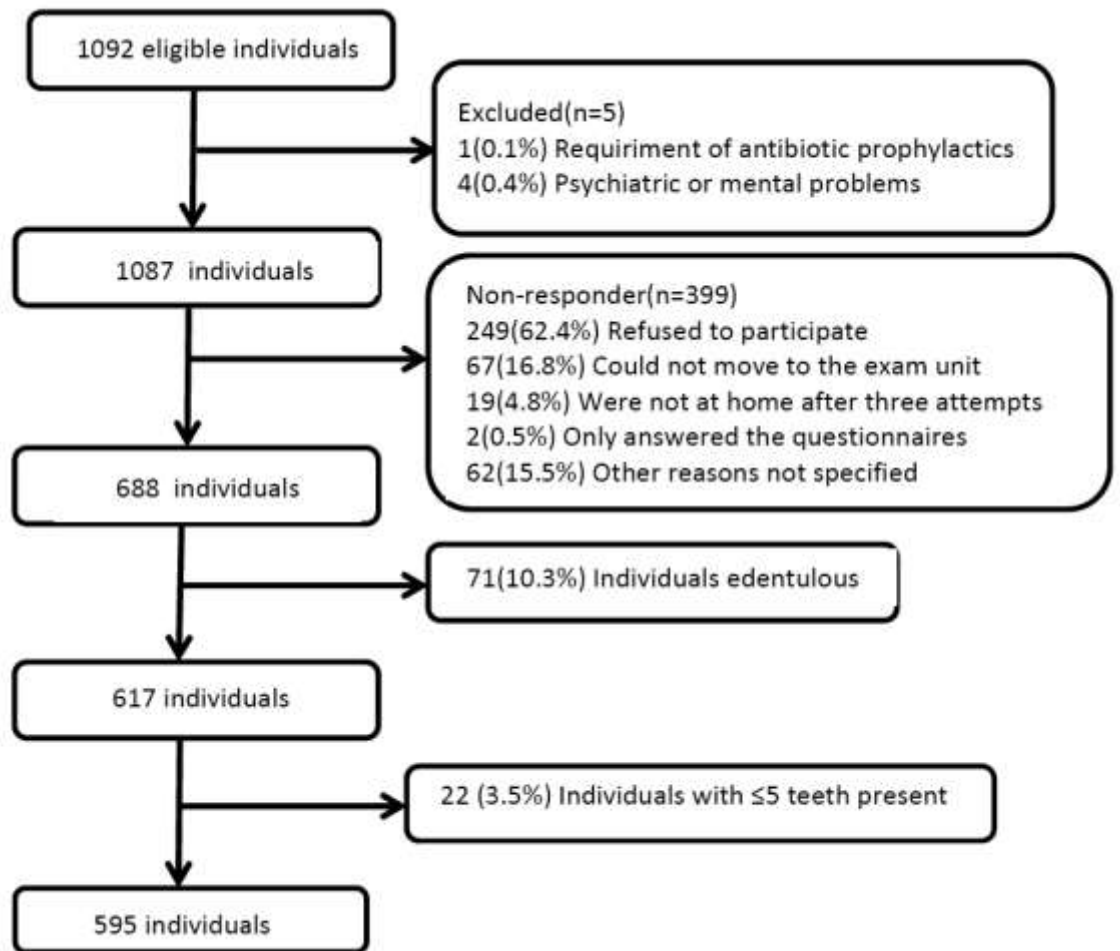 1092 eligible individuals
Excluded(n=5)
1(0.1%) Requiriment of antibiotic prophylactics
4(0.4%) Psychiatric or mental problems
1087 individuals
Non-responder(n=399)
249(62.4%) Refused to participate
67(16.8%) Could not move to the exam unit
19(4.8%) Were not at home after three attempts
2(0.5%) Only answered the questionnaires
62(15.5%) Other reasons not specified
688 individuals
71(10.3%) Individuals edentulous
617 individuals
22 (3.5%) Individuals with ≤5 teeth present
595 individuals